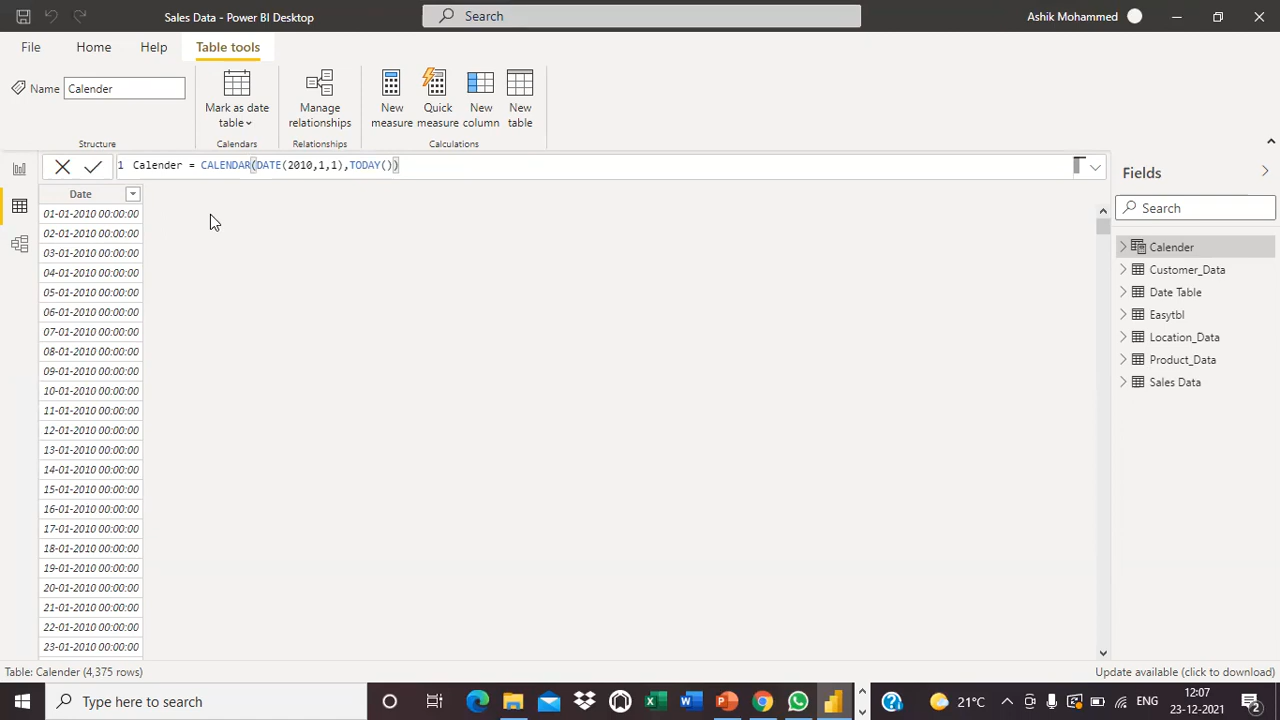 Sales Data - Power BI Desktop
Search
Ashik Mohammed
File
Home
Help
Table tools
Name
Calender
Mark as date
table
New
measure
Manage
relationships
Quick
measure
New
column
New
table
Structure
Calendars
Relationships
Calculations
1 Calender = CALENDAR(DATE(2010,1,1),TODAY())
Fields
Search
Date
01-01-2010 00:00:00
02-01-2010 00:00:00
03-01-2010 00:00:00
04-01-2010 00:00:00
05-01-2010 00:00:00
06-01-2010 00:00:00
07-01-2010 00:00:00
08-01-2010 00:00:00
09-01-2010 00:00:00
10-01-2010 00:00:00
11-01-2010 00:00:00
12-01-2010 00:00:00
13-01-2010 00:00:00
14-01-2010 00:00:00
15-01-2010 00:00:00
16-01-2010 00:00:00
17-01-2010 00:00:00
18-01-2010 00:00:00
19-01-2010 00:00:00
20-01-2010 00:00:00
21-01-2010 00:00:00
22-01-2010 00:00:00
23-01-2010 00:00:00
Calender
Customer_Data
Date Table
Easytbl
Location_Data
Product_Data
Sales Data
Table: Calender (4,375 rows)
Update available (click to download)
Type here to search
21°C
ENG
12:07
23-12-2021
2